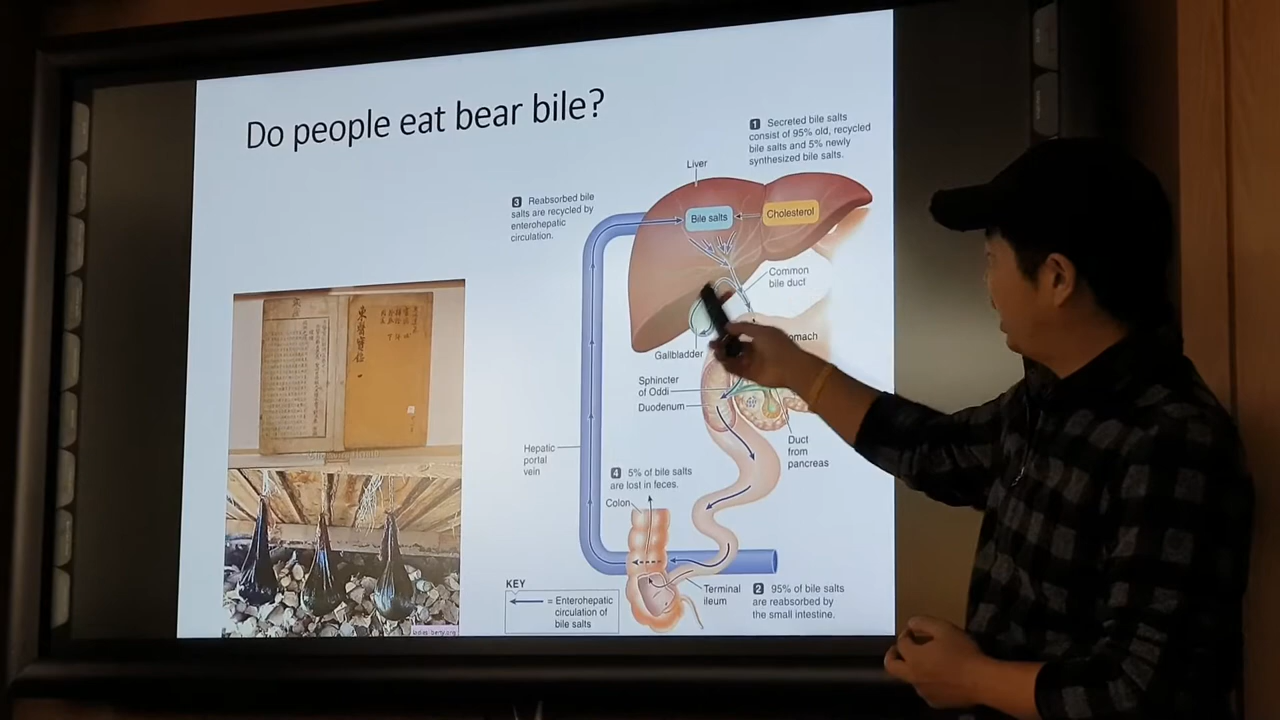 Do people eat bear bile?
1 Secreted bile salts
consist of 95% old, recycled
bile salts and 5% newly
synthesized bile salts.
Liver
3 Reabsorbed bile
salts are recycled by
enterohepatic
circulation.
Bile salts
Cholesterol
Common
bile duct
Gallbladder
Sphincter
of Oddi
Duodenum
Duct
from
pancreas
Hepatic
portal
vein
4 5% of bile salts
are lost in feces.
Colon
KEY
= Enterohepatic
circulation of
bile salts
Terminal
ileum
2 95% of bile salts
are reabsorbed by
the small intestine.
東醫寶鑑